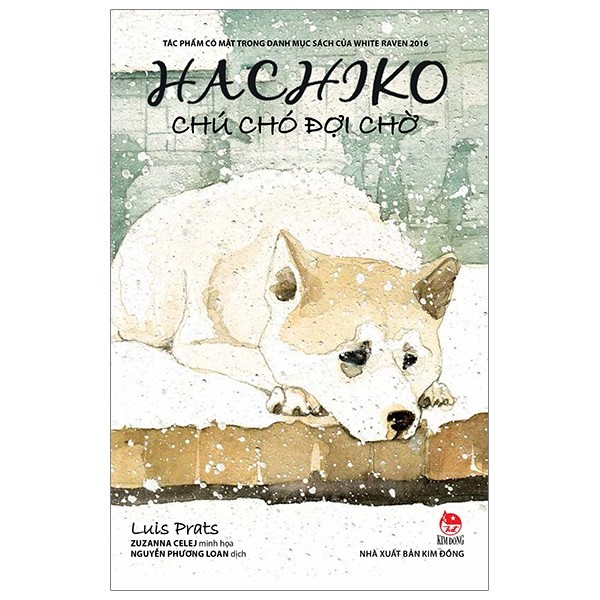 TÁC PHẨM CÓ MẶT TRONG DANH MỤC SÁCH CỦA WHITE RAVEN 2016
HACHIKO
CHÚ CHÓ ĐỢI CHỜ
Luis Prats
ZUZANNA CELEJ minh họa
NGUYỄN PHƯƠNG LOAN dịch
KIM ĐỒNG
NHÀ XUẤT BẢN KIM ĐỒNG